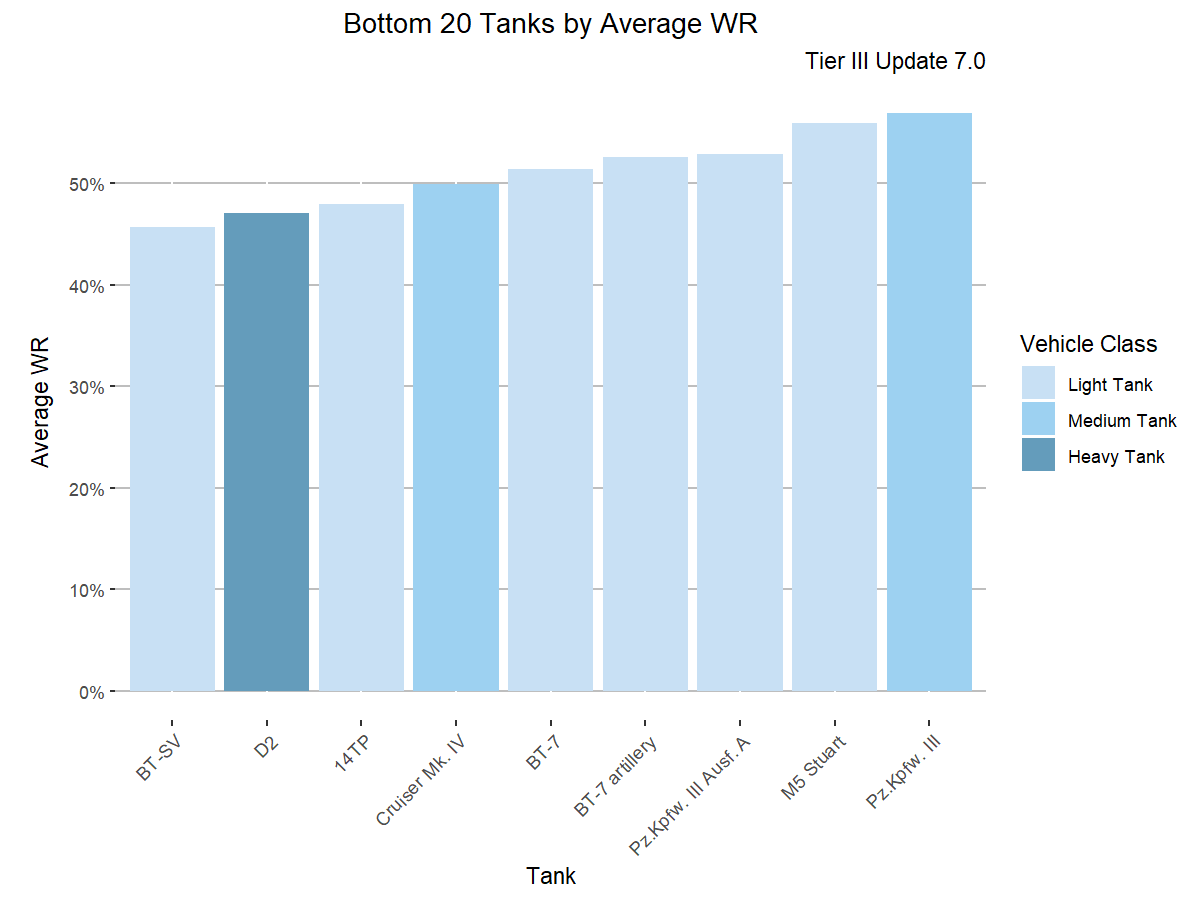 Bottom 20 Tanks by Average WR
Tier III Update 7.0
Average WR
50%
40%
30%
20%
10%
0%
BT-SV
D2
14TP
Cruiser Mk. IV
BT-7
BT-7 artillery
Pz.Kpfw. III Ausf. A
M5 Stuart
Pz.Kpfw. III
Tank
Vehicle Class
Light Tank
Medium Tank
Heavy Tank